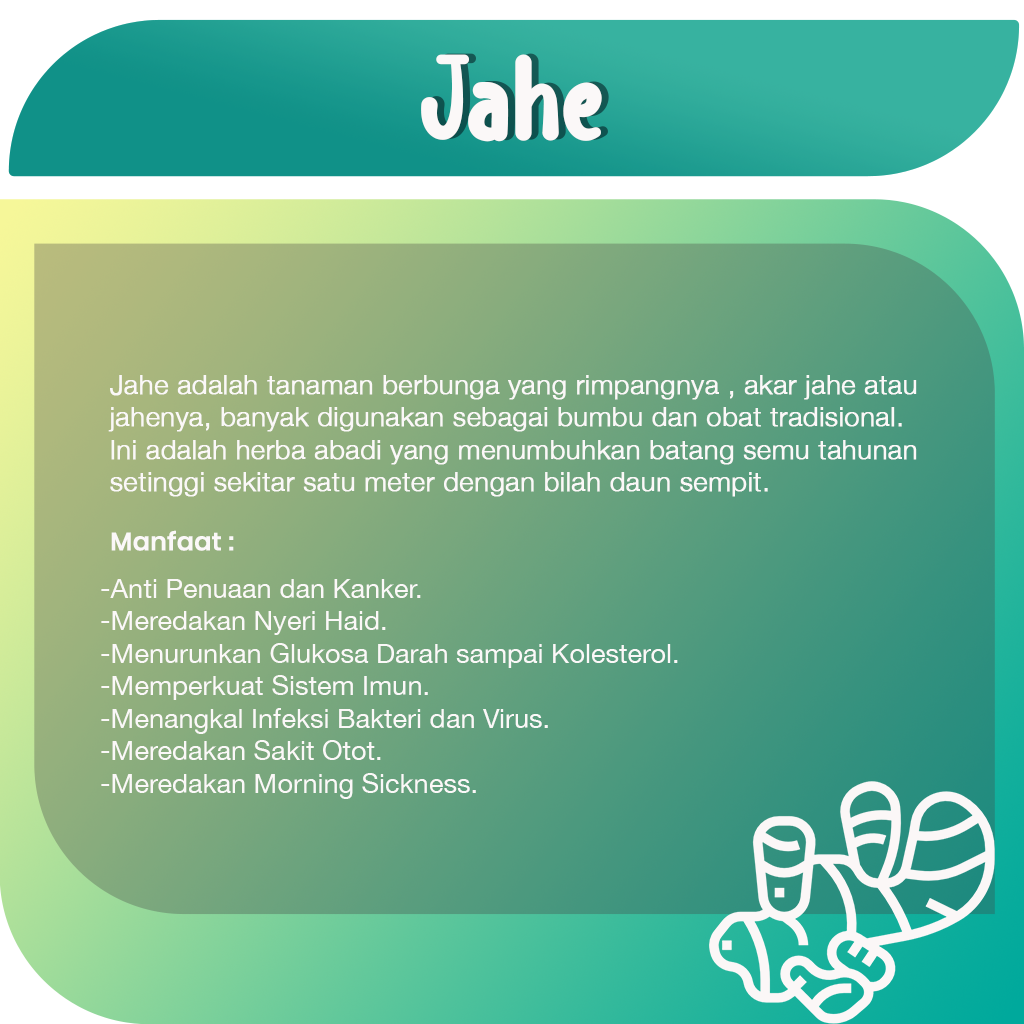 Jahe
Jahe adalah tanaman berbunga yang rimpangnya , akar jahe atau
jahenya, banyak digunakan sebagai bumbu dan obat tradisional.
Ini adalah herba abadi yang menumbuhkan batang semu tahunan
setinggi sekitar satu meter dengan bilah daun sempit.
Manfaat :
-Anti Penuaan dan Kanker.
-Meredakan Nyeri Haid.
-Menurunkan Glukosa Darah sampai Kolesterol.
-Memperkuat Sistem Imun.
-Menangkal Infeksi Bakteri dan Virus.
-Meredakan Sakit Otot.
-Meredakan Morning Sickness.